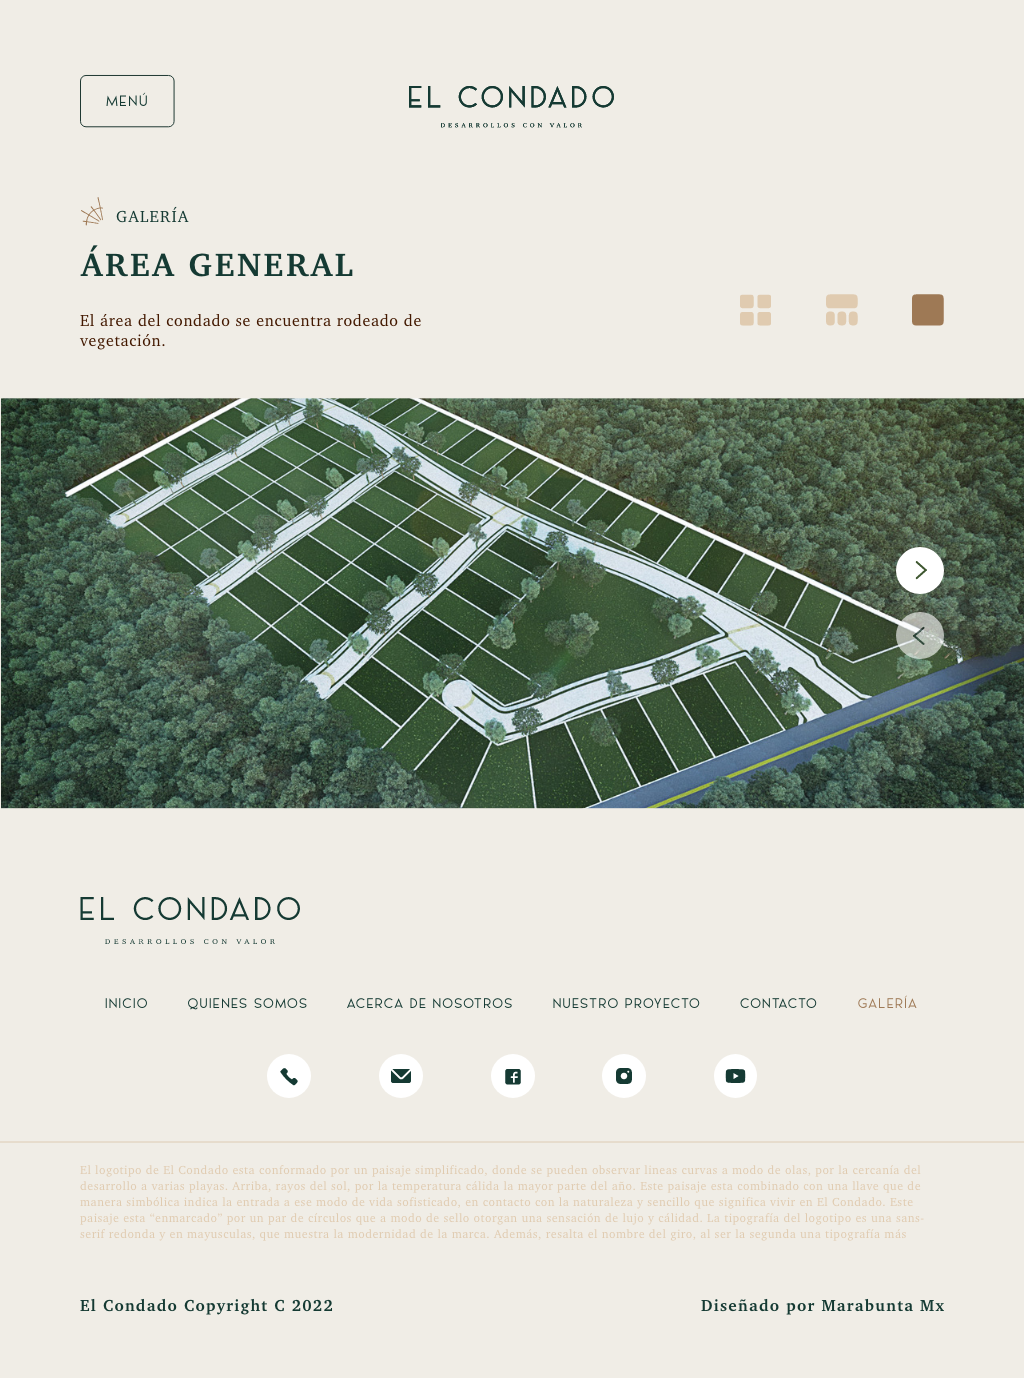 MENÚ
EL CONDADO
DESARROLLOS CON VALOR
GALERÍA
ÁREA GENERAL
El área del condado se encuentra rodeado de
vegetación.
EL CONDADO
DESARROLLOS CON VALOR
INICIO QUIENES SOMOS ACERCA DE NOSOTROS NUESTRO PROYECTO CONTACTO GALERÍA
El logotipo de El Condado esta conformado por un paisaje simplificado, donde se pueden observar líneas curvas a modo de olas, por la cercanía del
desarrollo a varias playas. Arriba, rayos del sol, por la temperatura cálida la mayor parte del año. Este paisaje esta combinado con una llave que de
manera simbólica indica la entrada a ese modo de vida sofisticado, en contacto con la naturaleza y sencillo que significa vivir en El Condado. Este
paisaje esta "enmarcado" por un par de círculos que a modo de sello otorgan una sensación de lujo y cálidad. La tipografía del logotipo es una sans-
serif redonda y en mayusculas, que muestra la modernidad de la marca. Además, resalta el nombre del giro, al ser la segunda una tipografía más
El Condado Copyright C 2022
Diseñado por Marabunta Mx